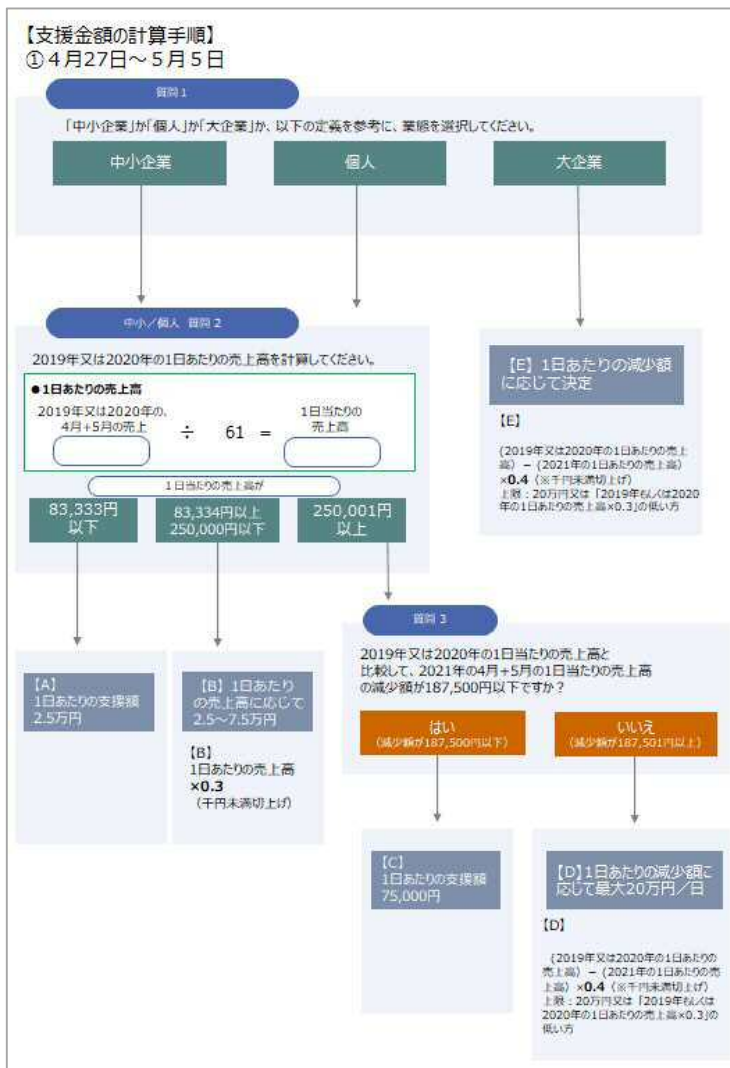 【支援金額の計算手順】
①４月27日～５月５日
質問１
「中小企業」か「個人」か「大企業」か、以下の定義を参考に、業態を選択してください。
中小企業
個人
大企業
中小／個人 質問２
2019年又は2020年の1日あたりの売上高を計算してください。
●1日あたりの売上高
2019年又は2020年の、
4月+5月の売上
÷ 61 =
1日当たりの
売上高
１日当たりの売上高が
83,333円
以下
83,334円以上
250,000円以下
250,001円
以上
【E】1日あたりの減少額
に応じて決定
【E】
(2019年又は2020年の1日あたりの売上
高）－（2021年の1日あたりの売上高）
×0.4（※千円未満切上げ）
上限：20万円又は「2019年もしくは2020
年の1日あたりの売上高×0.3」の低い方
質問３
2019年又は2020年の1日当たりの売上高と
比較して、2021年の4月+5月の1日当たりの売上高
の減少額が187,500円以下ですか？
はい
（減少額が187,500円以下）
いいえ
（減少額が187,501円以上）
【A】
1日あたりの支援額
2.5万円
【B】1日あたり
の売上高に応じて
2.5～7.5万円
【B】
1日あたりの売上高
×0.3
（千円未満切上げ）
【C】
1日あたりの支援額
75,000円
【D】1日あたりの減少額に
応じて最大20万円／日
【D】
（2019年又は2020年の1日あたりの
売上高）－（2021年の1日あたりの売
上高）×0.4（※千円未満切上げ）
上限：20万円又は「2019年もしくは
2020年の1日あたりの売上高×0.3」の
低い方